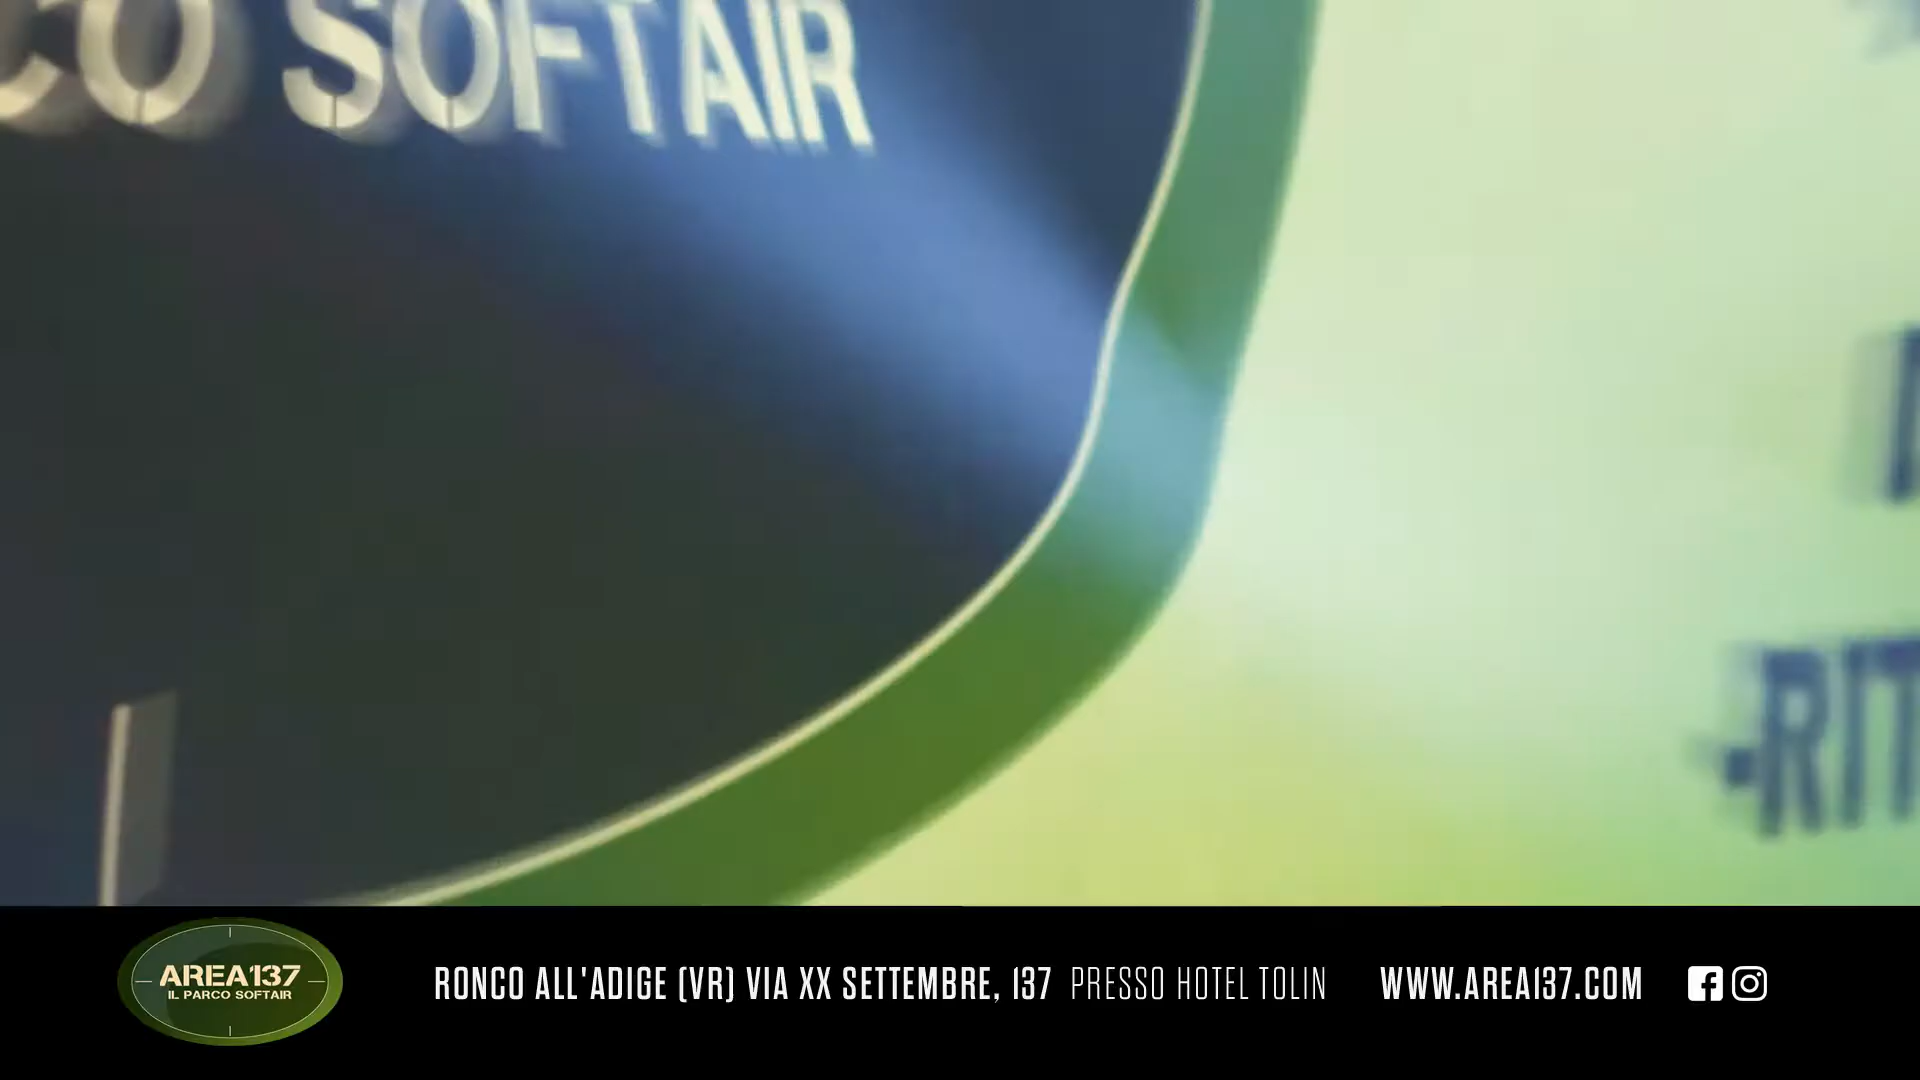 CO SOFTAIR
-RIT
AREA137
IL PARCO SOFTAIR
RONCO ALL'ADIGE (VR) VIA XX SETTEMBRE, 137 PRESSO HOTEL TOLIN WWW.AREA137.COM